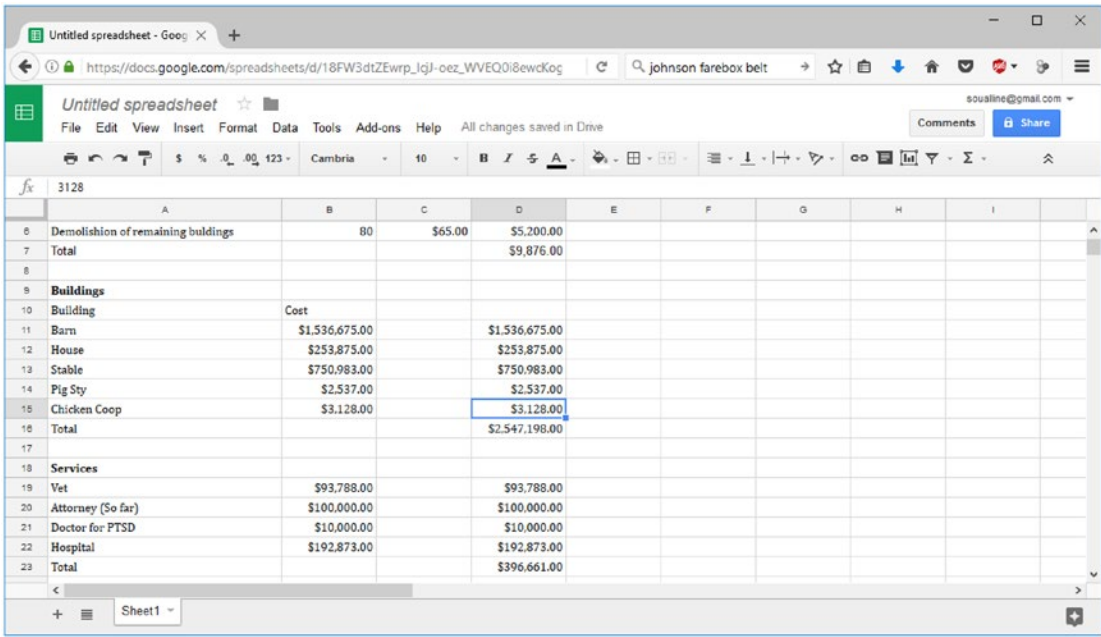 Untitled spreadsheet - Goog
https://docs.google.com/spreadsheets/d/18FW3dtZEwrp_IcjJ-oez_WVEQ0i8ewcKog johnson farebox belt
Untitled spreadsheet soualline@gmail.com
File Edit View Insert Format Data Tools Add-ons Help All changes saved in Drive Comments Share
$ % .0_ .00_ 123 Cambria 10 B I S A Σ
fx 3128
A B C D E F G H I
6 Demolishion of remaining buldings 80 $65.00 $5,200.00
7 Total $9,876.00
8
9 Buildings
10 Building Cost
11 Barn $1,536,675.00 $1,536,675.00
12 House $253,875.00 $253,875.00
13 Stable $750,983.00 $750,983.00
14 Pig Sty $2,537.00 $2,537.00
15 Chicken Coop $3,128.00 $3,128.00
16 Total $2,547,198.00
17
18 Services
19 Vet $93,788.00 $93,788.00
20 Attorney (So far) $100,000.00 $100,000.00
21 Doctor for PTSD $10,000.00 $10,000.00
22 Hospital $192,873.00 $192,873.00
23 Total $396,661.00
Sheet1